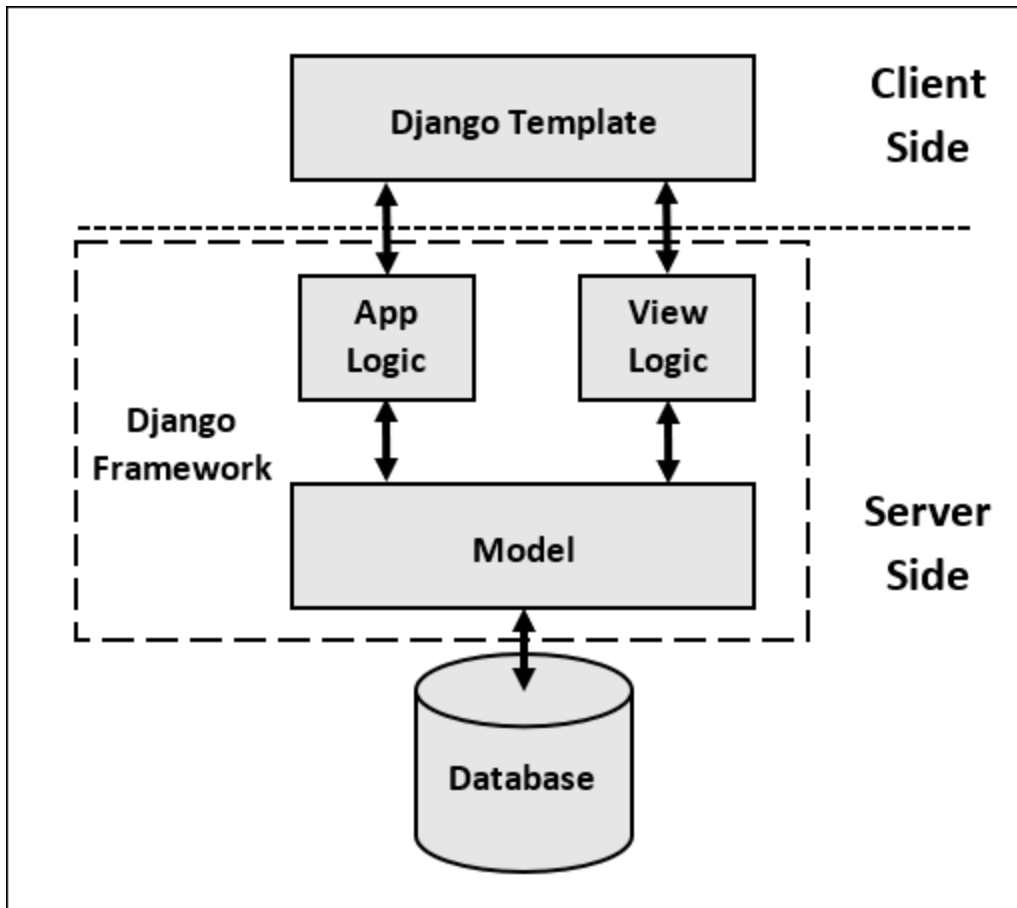 Django Template
Client
Side
App
Logic
View
Logic
Django
Framework
Model
Server
Side
Database